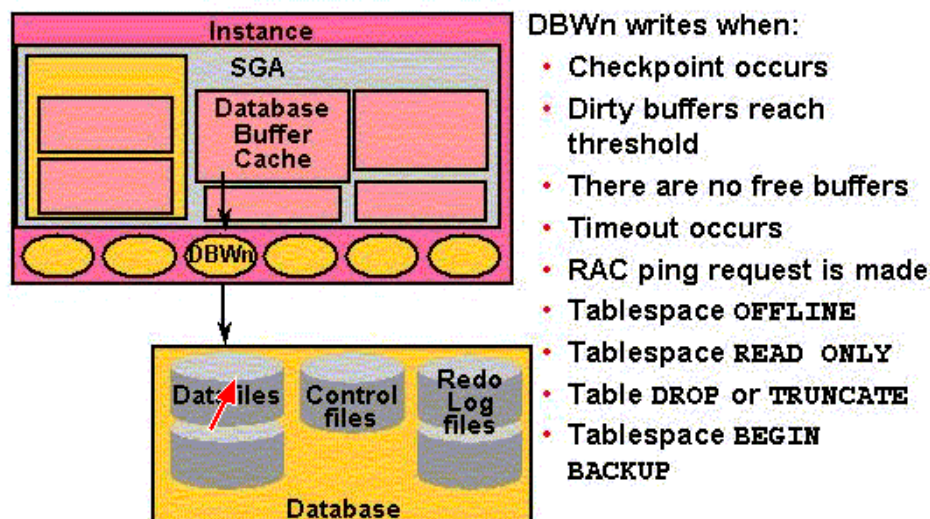 Instance
SGA
Database
Buffer
Cache
DBWn
Datafiles
Control
files
Redo
Log
files
Database
DBWn writes when:
• Checkpoint occurs
• Dirty buffers reach
threshold
• There are no free buffers
• Timeout occurs
• RAC ping request is made
• Tablespace OFFLINE
• Tablespace READ ONLY
• Table DROP or TRUNCATE
• Tablespace BEGIN
BACKUP